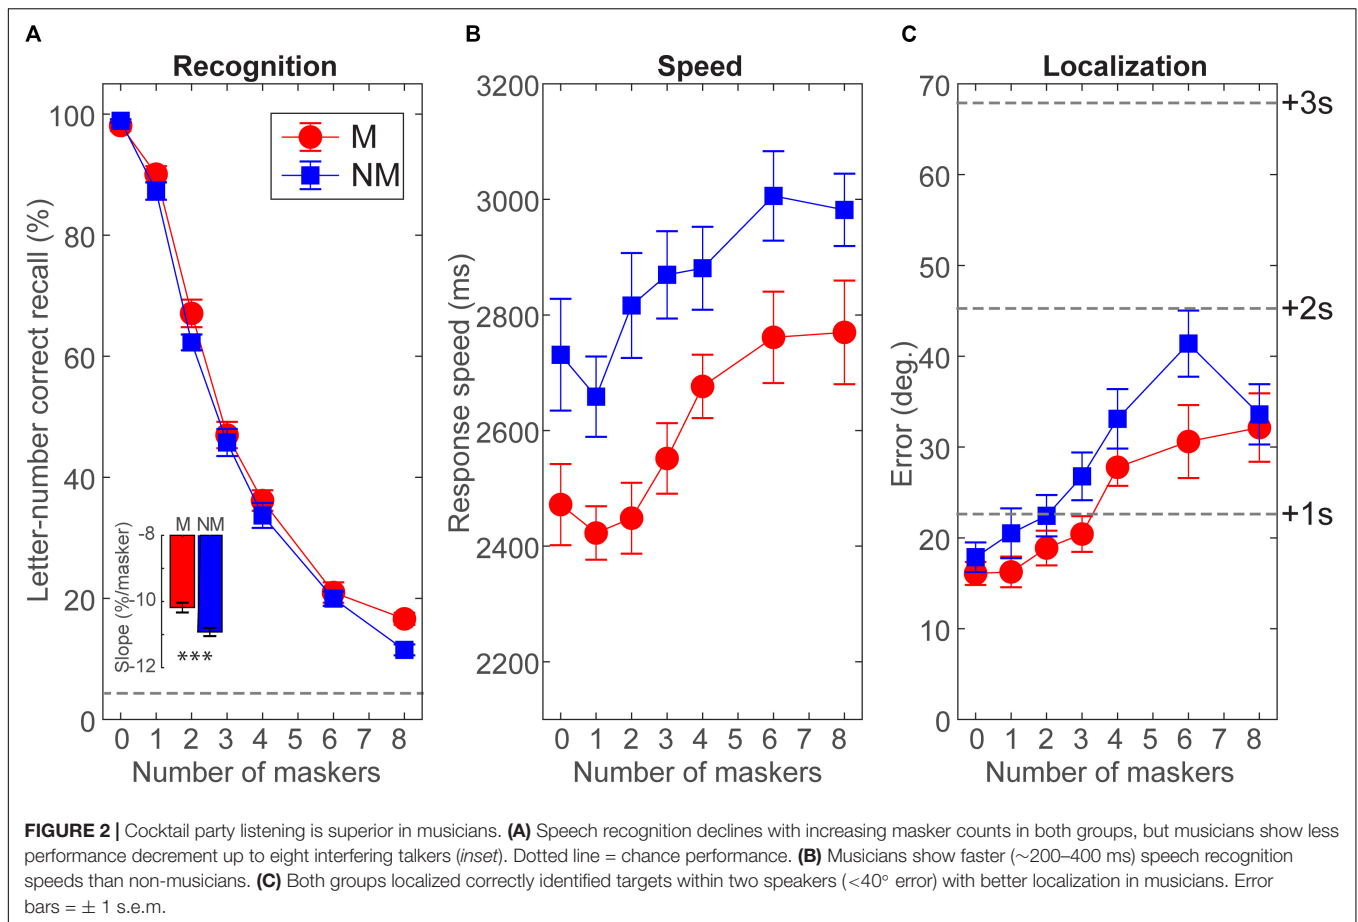 A
Recognition
100
80
60
40
20
0
Letter-number correct recall (%)
M
NM
M NM
-8
-10
-12
Slope (%/masker)
***
0 1 2 3 4 5 6 7 8
Number of maskers
B
Speed
3200
3000
2800
2600
2400
2200
Response speed (ms)
0 1 2 3 4 5 6 7 8
Number of maskers
C
Localization
70
60
50
40
30
20
10
0
Error (deg.)
+3s
+2s
+1s
0 1 2 3 4 5 6 7 8
Number of maskers
FIGURE 2 | Cocktail party listening is superior in musicians. (A) Speech recognition declines with increasing masker counts in both groups, but musicians show less
performance decrement up to eight interfering talkers (inset). Dotted line = chance performance. (B) Musicians show faster (∼200–400 ms) speech recognition
speeds than non-musicians. (C) Both groups localized correctly identified targets within two speakers (<40° error) with better localization in musicians. Error
bars = ± 1 s.e.m.